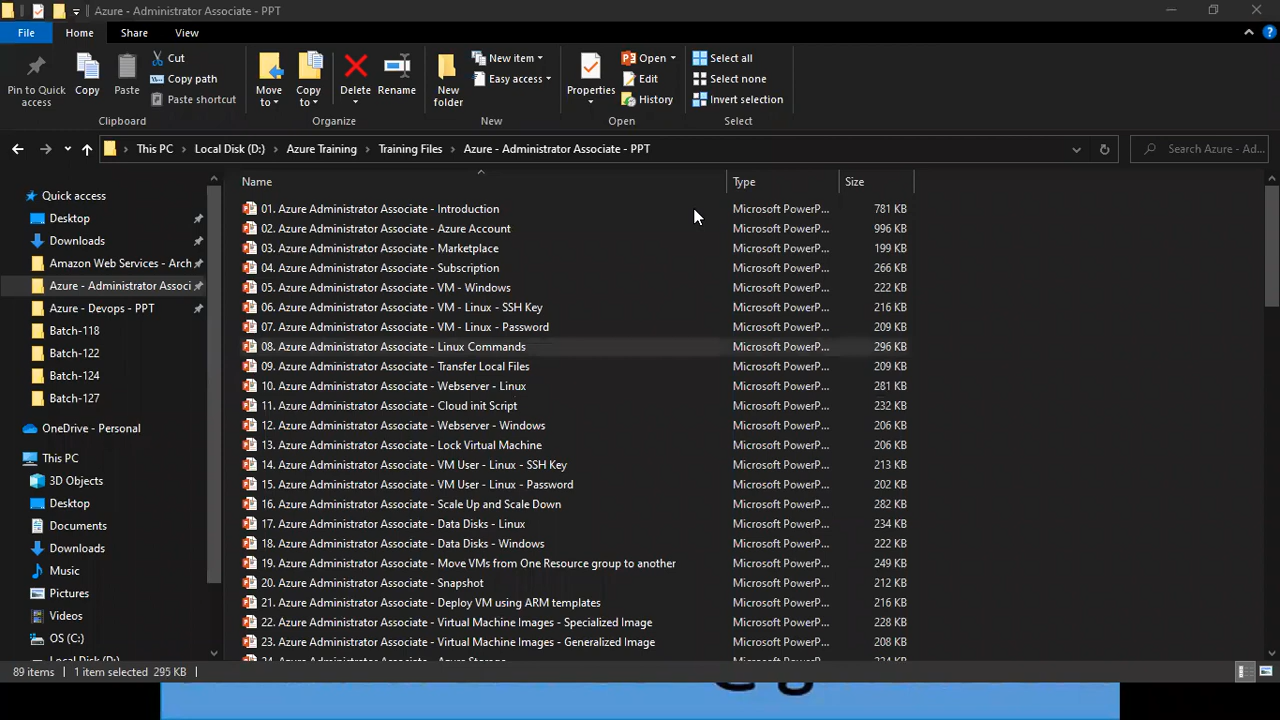 Azure - Administrator Associate - PPT
File Home Share View
Pin to Quick access
Copy
Paste
Cut
Copy path
Paste shortcut
Clipboard
Move to
Copy to
Delete
Rename
Organize
New folder
New item
Easy access
New
Properties
Open
Edit
History
Open
Select all
Select none
Invert selection
Select
This PC > Local Disk (D:) > Azure Training > Training Files > Azure - Administrator Associate - PPT
Search Azure - Ad...
Quick access
Desktop
Downloads
Amazon Web Services - Arch
Azure - Administrator Associ
Azure - Devops - PPT
Batch-118
Batch-122
Batch-124
Batch-127
OneDrive - Personal
This PC
3D Objects
Desktop
Documents
Downloads
Music
Pictures
Videos
OS (C:)
Local Disk (D:)
Name Type Size
01. Azure Administrator Associate - Introduction Microsoft PowerP... 781 KB
02. Azure Administrator Associate - Azure Account Microsoft PowerP... 996 KB
03. Azure Administrator Associate - Marketplace Microsoft PowerP... 199 KB
04. Azure Administrator Associate - Subscription Microsoft PowerP... 266 KB
05. Azure Administrator Associate - VM - Windows Microsoft PowerP... 222 KB
06. Azure Administrator Associate - VM - Linux - SSH Key Microsoft PowerP... 216 KB
07. Azure Administrator Associate - VM - Linux - Password Microsoft PowerP... 209 KB
08. Azure Administrator Associate - Linux Commands Microsoft PowerP... 296 KB
09. Azure Administrator Associate - Transfer Local Files Microsoft PowerP... 209 KB
10. Azure Administrator Associate - Webserver - Linux Microsoft PowerP... 281 KB
11. Azure Administrator Associate - Cloud init Script Microsoft PowerP... 232 KB
12. Azure Administrator Associate - Webserver - Windows Microsoft PowerP... 206 KB
13. Azure Administrator Associate - Lock Virtual Machine Microsoft PowerP... 206 KB
14. Azure Administrator Associate - VM User - Linux - SSH Key Microsoft PowerP... 213 KB
15. Azure Administrator Associate - VM User - Linux - Password Microsoft PowerP... 202 KB
16. Azure Administrator Associate - Scale Up and Scale Down Microsoft PowerP... 282 KB
17. Azure Administrator Associate - Data Disks - Linux Microsoft PowerP... 234 KB
18. Azure Administrator Associate - Data Disks - Windows Microsoft PowerP... 222 KB
19. Azure Administrator Associate - Move VMs from One Resource group to another Microsoft PowerP... 249 KB
20. Azure Administrator Associate - Snapshot Microsoft PowerP... 212 KB
21. Azure Administrator Associate - Deploy VM using ARM templates Microsoft PowerP... 216 KB
22. Azure Administrator Associate - Virtual Machine Images - Specialized Image Microsoft PowerP... 228 KB
23. Azure Administrator Associate - Virtual Machine Images - Generalized Image Microsoft PowerP... 208 KB
24. Azure Administrator Associate - Azure Storage Microsoft PowerP...
89 items 1 item selected 295 KB